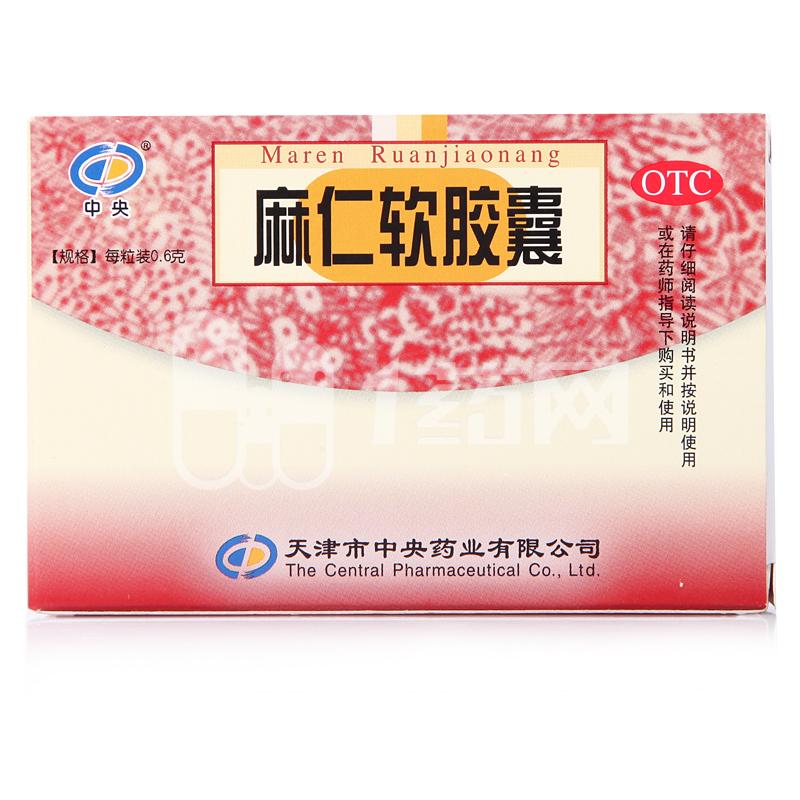 中央®
【规格】每粒装0.6克
Maren Ruanjiaonang
麻仁软胶囊
OTC
请仔细阅读说明书并按说明使用
或在药师指导下购买和使用
1药网
天津市中央药业有限公司
The Central Pharmaceutical Co., Ltd.